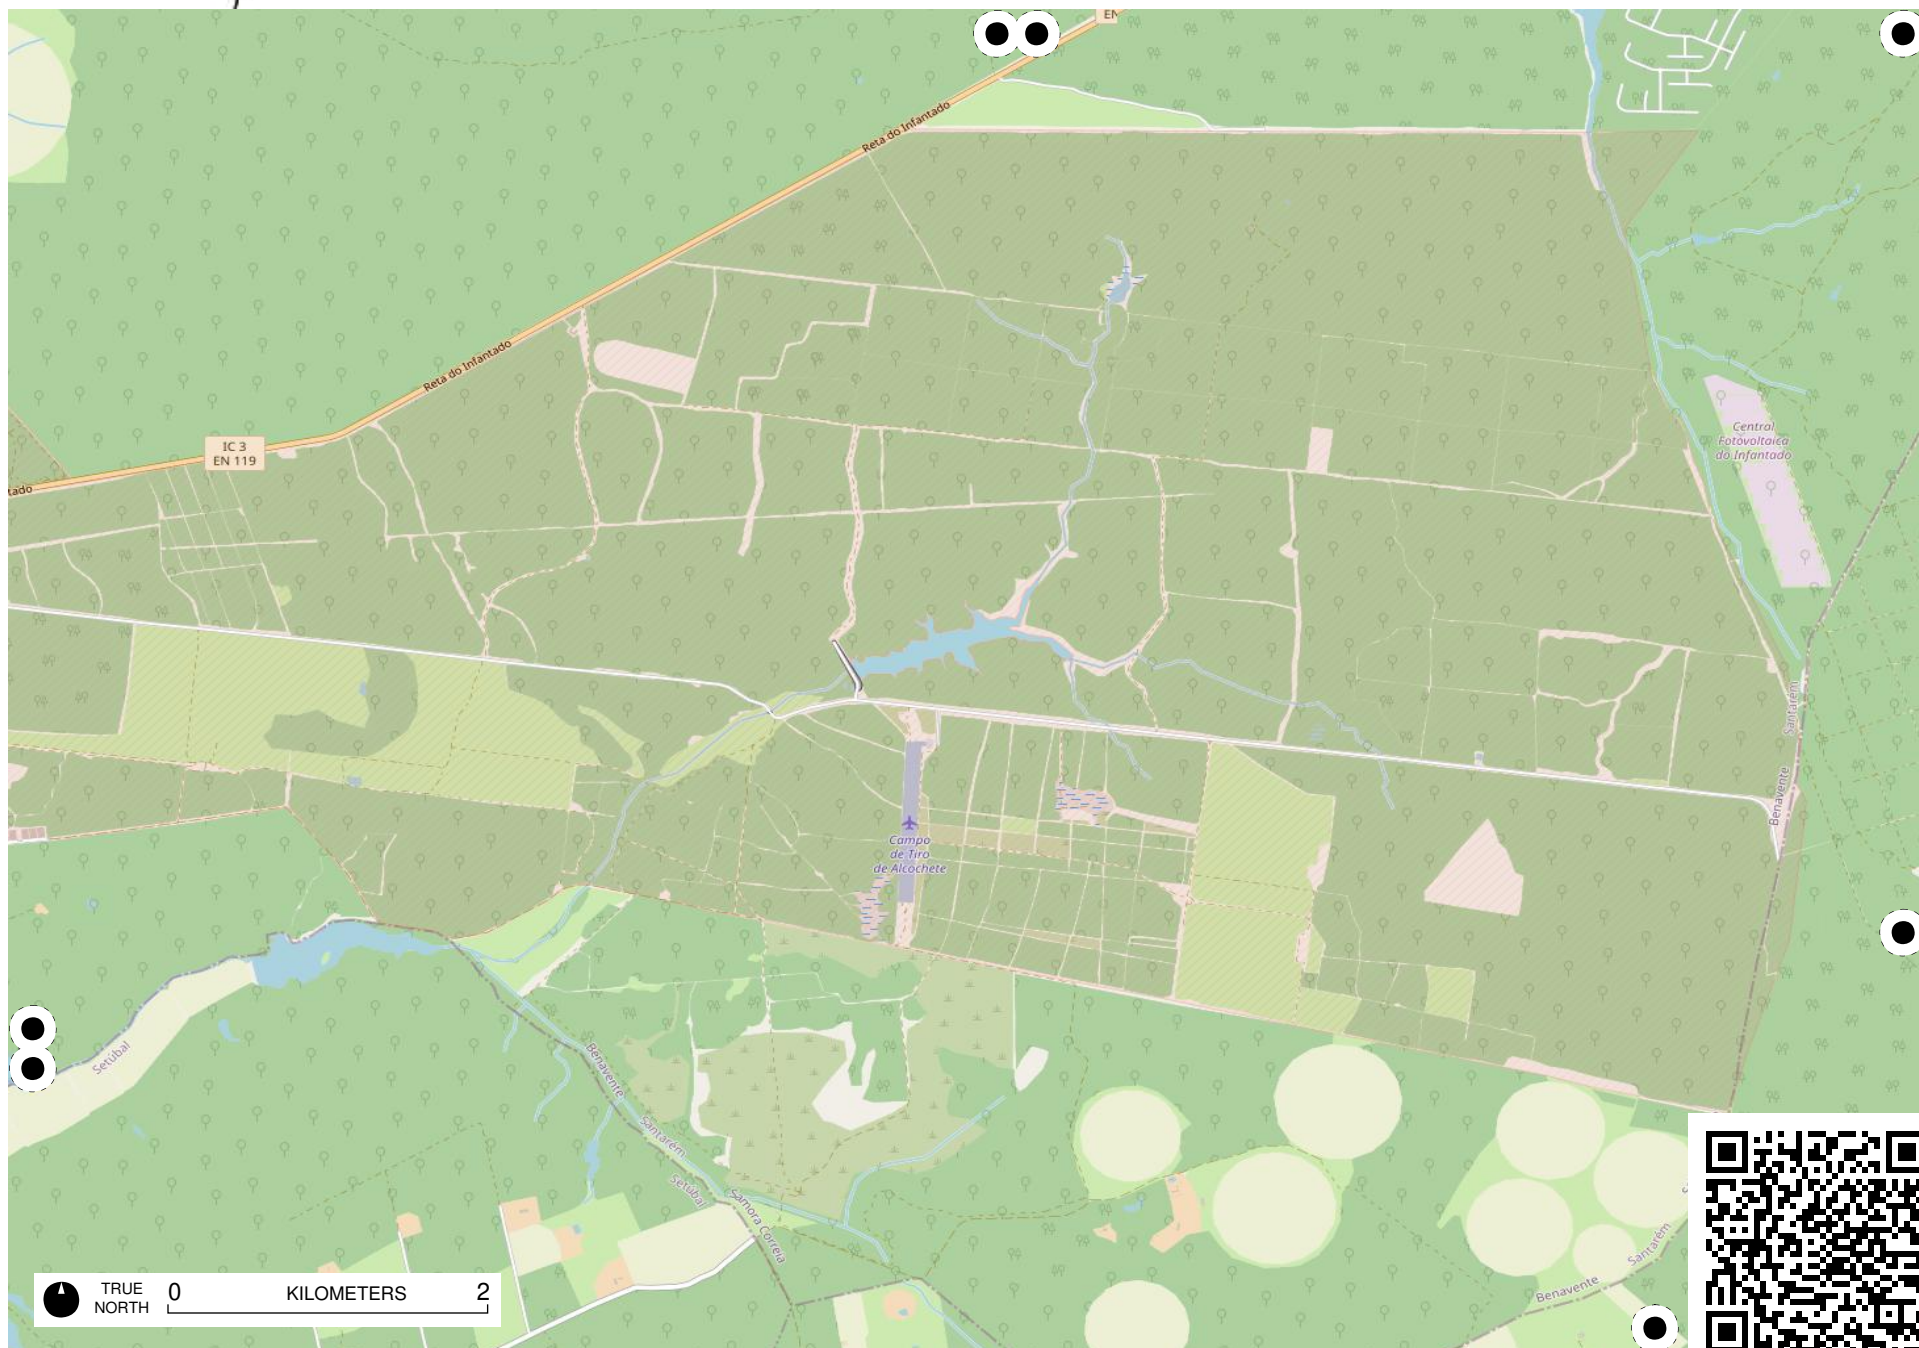 EN
Reta do Infantado
Reta do Infantado
IC 3
EN 119
tado
Central
Fotovoltaica
do Infantado
Santarém
Benavente
Campo
de Tiro
de Alcochete
Setúbal
Benavente
Santarém
Setúbal
Samora Correia
Santarém
Benavente
TRUE
NORTH
0 KILOMETERS 2